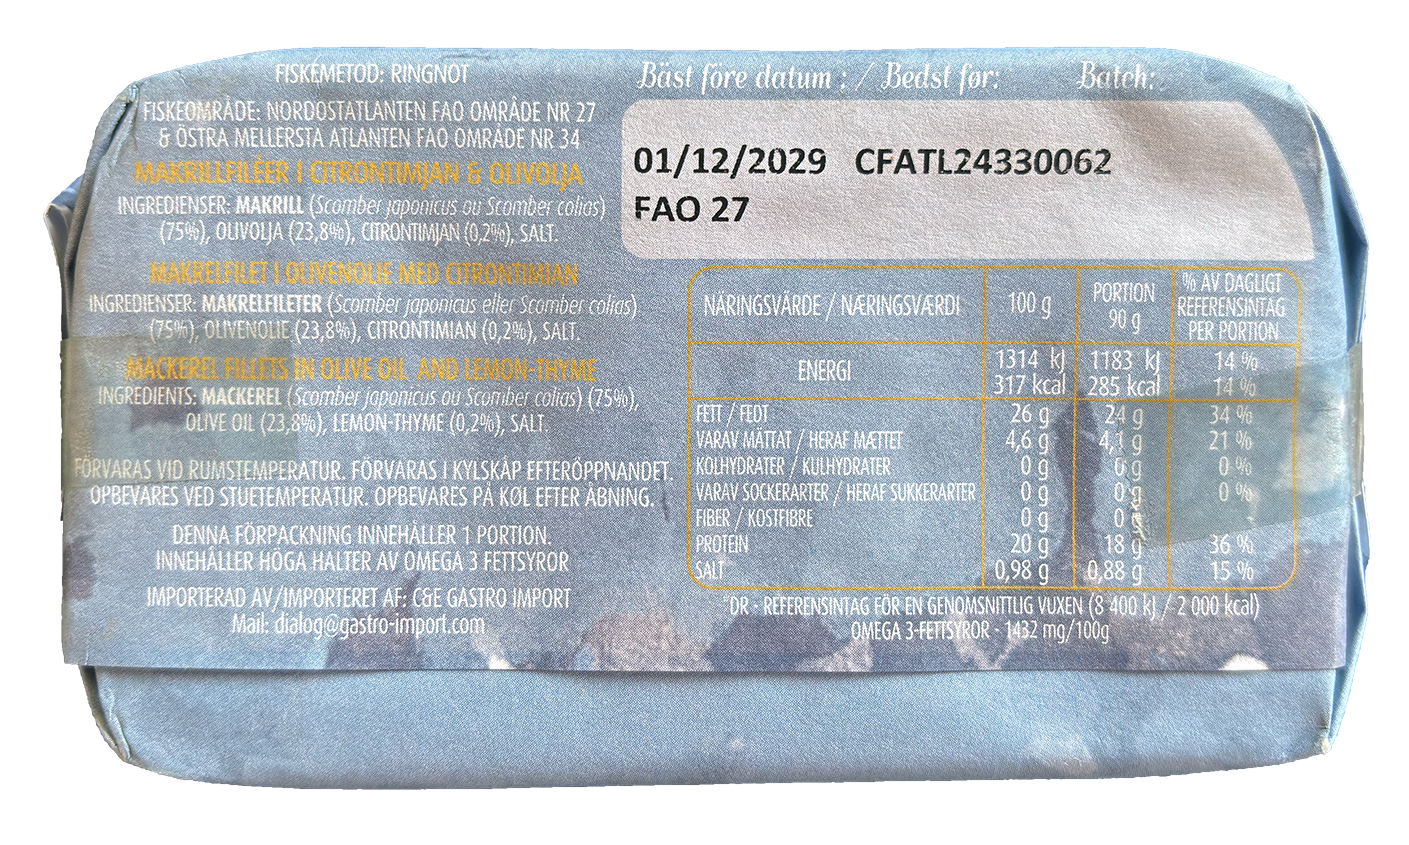 FISKEMETOD: RINGNOT
FISKEOMRÅDE: NORDOSTATLANTEN FAO OMRÅDE NR 27
& ÖSTRA MELLERSTA ATLANTEN FAO OMRÅDE NR 34
MAKRILLFILÉER I CITRONTIMJAN & OLIVOLJA
INGREDIENSER: MAKRILL (Scomber japonicus ou Scomber colias)
(75%), OLIVOLJA (23,8%), CITRONTIMJAN (0,2%), SALT.
MAKRELFILET I OLIVENOLIE MED CITRONTIMIAN
INGREDIENSER: MAKRELFILETER (Scomber japonicus eller Scomber colias)
(75%), OLIVENOLIE (23,8%), CITRONTIMIAN (0,2%), SALT.
MACKEREL FILLETS IN OLIVE OIL AND LEMON-THYME
INGREDIENTS: MACKEREL (Scomber japonicus ou Scomber colias) (75%),
OLIVE OIL (23,8%), LEMON-THYME (0,2%), SALT.
FÖRVARAS VID RUMSTEMPERATUR. FÖRVARAS I KYLSKÅP EFTERÖPPNANDET.
OPBEVARES VED STUETEMPERATUR. OPBEVARES PÅ KØL EFTER ÅBNING.
DENNA FÖRPACKNING INNEHÅLLER 1 PORTION.
INNEHÅLLER HÖGA HALTER AV OMEGA 3 FETTSYROR
IMPORTERAD AV/IMPORTERET AF: C&E GASTRO IMPORT
Mail: dialog@gastro-import.com
Bäst före datum : / Bedst før: Batch:
01/12/2029 CFATL24330062
FAO 27
NÄRINGSVÄRDE / NÆRINGSVÆRDI 100 g PORTION 90 g % AV DAGLIGT REFERENSINTAG PER PORTION
ENERGI 1314 kJ 1183 kJ 14 %
317 kcal 285 kcal 14 %
FETT / FEDT 26 g 24 g 34 %
VARAV MÄTTAT / HERAF MÆTTET 4,6 g 4,1 g 21 %
KOLHYDRATER / KULHYDRATER 0 g 0 g 0 %
VARAV SOCKERARTER / HERAF SUKKERARTER 0 g 0 g 0 %
FIBER / KOSTFIBRE 0 g 0 g -
PROTEIN 20 g 18 g 36 %
SALT 0,98 g 0,88 g 15 %
*DR - REFERENSINTAG FÖR EN GENOMSNITTLIG VUXEN (8 400 kJ / 2 000 kcal)
OMEGA 3-FETTSYROR - 1432 mg/100g